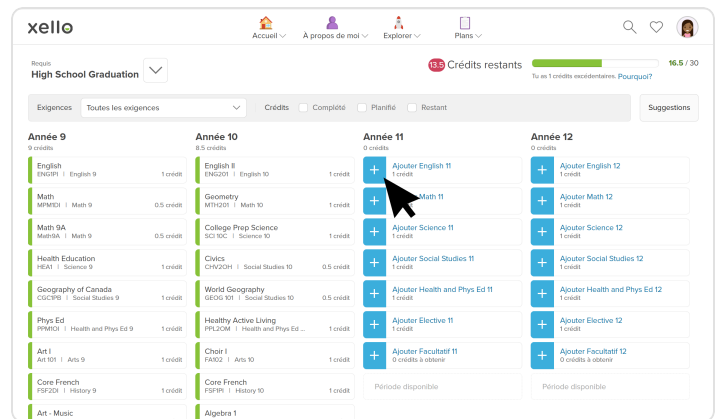 xello
Accueil
À propos de moi
Explorer
Plans
Requis
High School Graduation
13.5 Crédits restants
16.5 / 30
Tu as 1 crédits excédentaires. Pourquoi?
Exigences
Toutes les exigences
Crédits
Complété
Planifié
Restant
Suggestions
Année 9
9 crédits
English
ENG1PI | English 9
1 crédit
Math
MPM1DI | Math 9
0.5 crédit
Math 9A
Math9A | Math 9
0.5 crédit
Health Education
HEA1 | Science 9
1 crédit
Geography of Canada
CGC1PB | Social Studies 9
1 crédit
Phys Ed
PPM1OI | Health and Phys Ed 9
1 crédit
Art I
Art 101 | Arts 9
1 crédit
Core French
FSF2DI | History 9
1 crédit
Art - Music
Année 10
8.5 crédits
English II
ENG201 | English 10
1 crédit
Geometry
MTH201 | Math 10
1 crédit
College Prep Science
SCI 10C | Science 10
1 crédit
Civics
CHV2OH | Social Studies 10
0.5 crédit
World Geography
GEOG 101 | Social Studies 10
0.5 crédit
Healthy Active Living
PPL2OM | Health and Phys Ed ...
1 crédit
Choir I
FA102 | Arts 10
1 crédit
Core French
FSF1PI | History 10
1 crédit
Algebra 1
Année 11
0 crédits
Ajouter English 11
1 crédit
Math 11
Ajouter Science 11
1 crédit
Ajouter Social Studies 11
1 crédit
Ajouter Health and Phys Ed 11
1 crédit
Ajouter Elective 11
1 crédit
Ajouter Facultatif 11
0 crédits à obtenir
Période disponible
Année 12
0 crédits
Ajouter English 12
1 crédit
Ajouter Math 12
1 crédit
Ajouter Science 12
1 crédit
Ajouter Social Studies 12
1 crédit
Ajouter Health and Phys Ed 12
1 crédit
Ajouter Elective 12
1 crédit
Ajouter Facultatif 12
0 crédits à obtenir
Période disponible